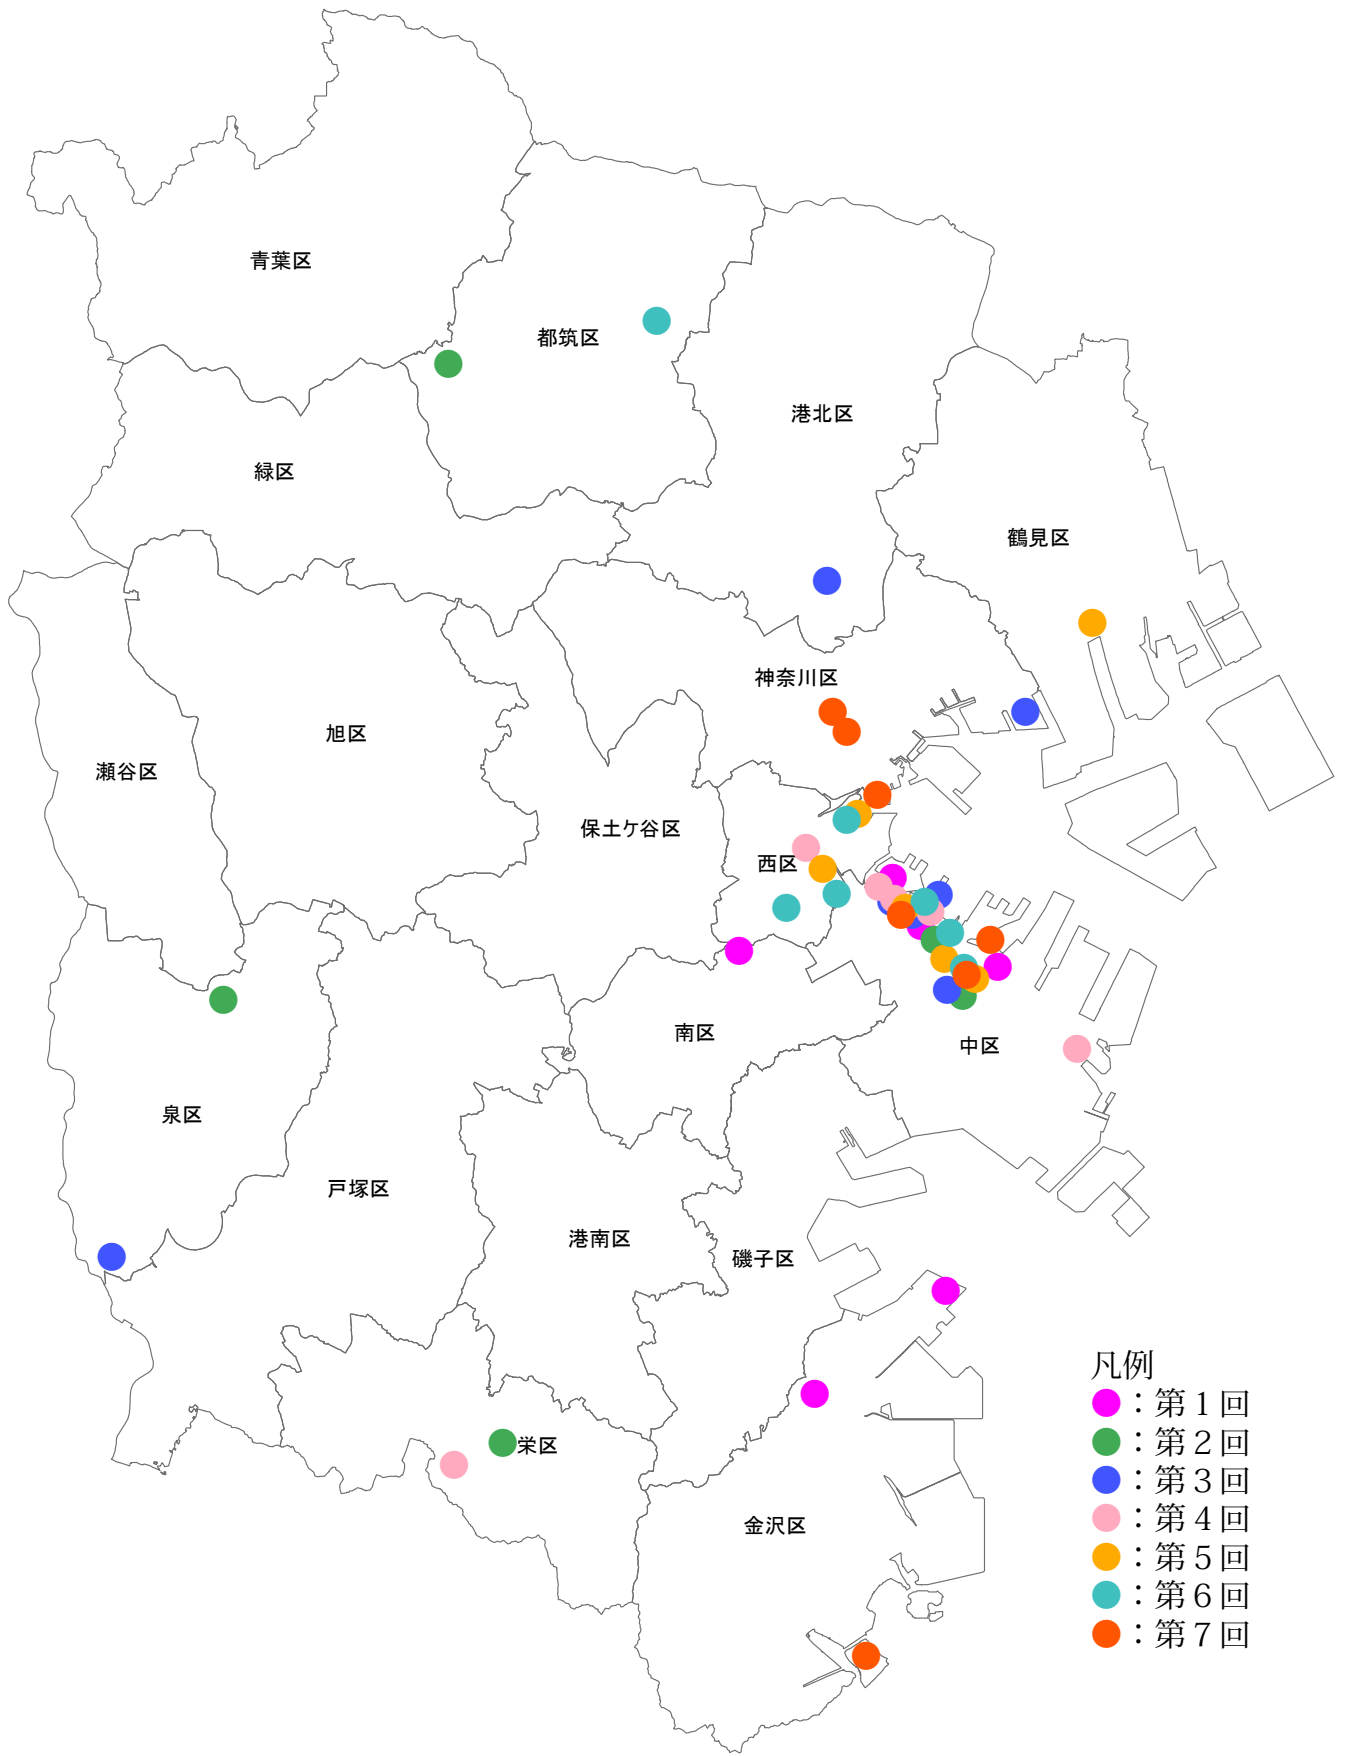 青葉区
都筑区
港北区
緑区
鶴見区
神奈川区
旭区
瀬谷区
保土ケ谷区
西区
南区
中区
泉区
戸塚区
港南区
磯子区
栄区
金沢区
凡例
：第１回
：第２回
：第３回
：第４回
：第５回
：第６回
：第７回